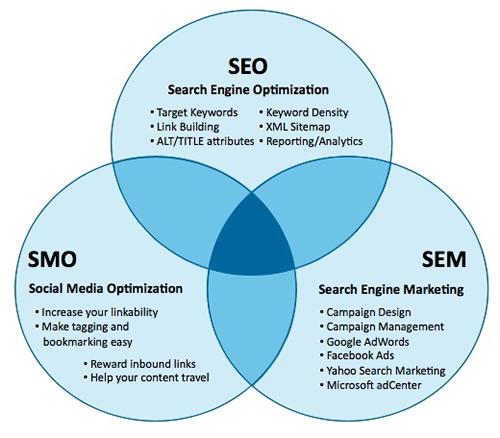 SEO
Search Engine Optimization
• Target Keywords
• Link Building
• ALT/TITLE attributes
• Keyword Density
• XML Sitemap
• Reporting/Analytics
SMO
Social Media Optimization
• Increase your linkability
• Make tagging and
bookmarking easy
• Reward inbound links
• Help your content travel
SEM
Search Engine Marketing
• Campaign Design
• Campaign Management
• Google AdWords
• Facebook Ads
• Yahoo Search Marketing
• Microsoft adCenter